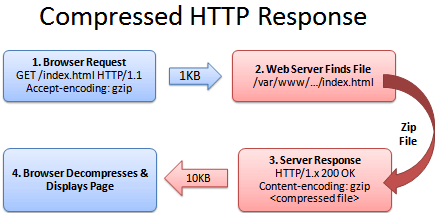 Compressed HTTP Response
1. Browser Request
GET /index.html HTTP/1.1
Accept-encoding: gzip
1KB
2. Web Server Finds File
/var/www/.../index.html
Zip
File
3. Server Response
HTTP/1.x 200 OK
Content-encoding: gzip
<compressed file>
10KB
4. Browser Decompresses &
Displays Page